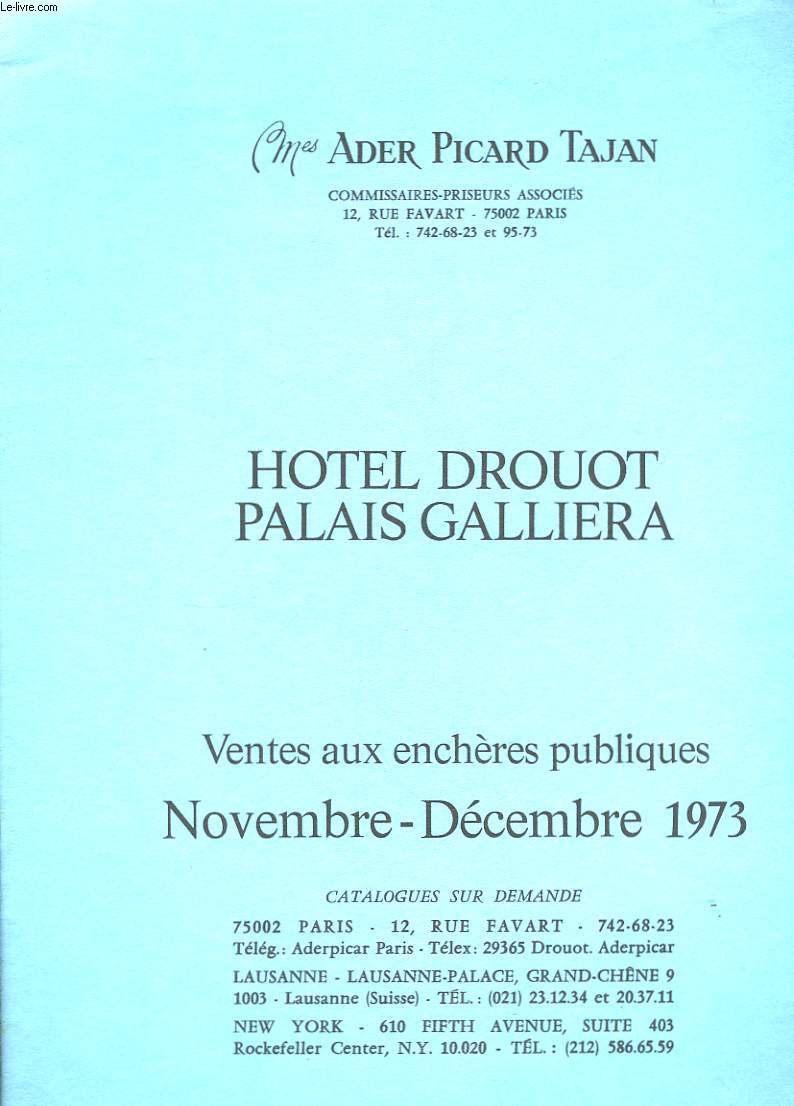 Le-livre.com
Mes ADER PICARD TAJAN
COMMISSAIRES-PRISEURS ASSOCIÉS
12, RUE FAVART - 75002 PARIS
Tél. : 742-68-23 et 95-73
HOTEL DROUOT
PALAIS GALLIERA
Ventes aux enchères publiques
Novembre - Décembre 1973
CATALOGUES SUR DEMANDE
75002 PARIS - 12, RUE FAVART - 742-68-23
Télég.: Aderpicar Paris - Télex: 29365 Drouot. Aderpicar
LAUSANNE - LAUSANNE-PALACE, GRAND-CHÊNE 9
1003 - Lausanne (Suisse) - TÉL. : (021) 23.12.34 et 20.37.11
NEW YORK - 610 FIFTH AVENUE, SUITE 403
Rockefeller Center, N.Y. 10.020 - TÉL. : (212) 586.65.59